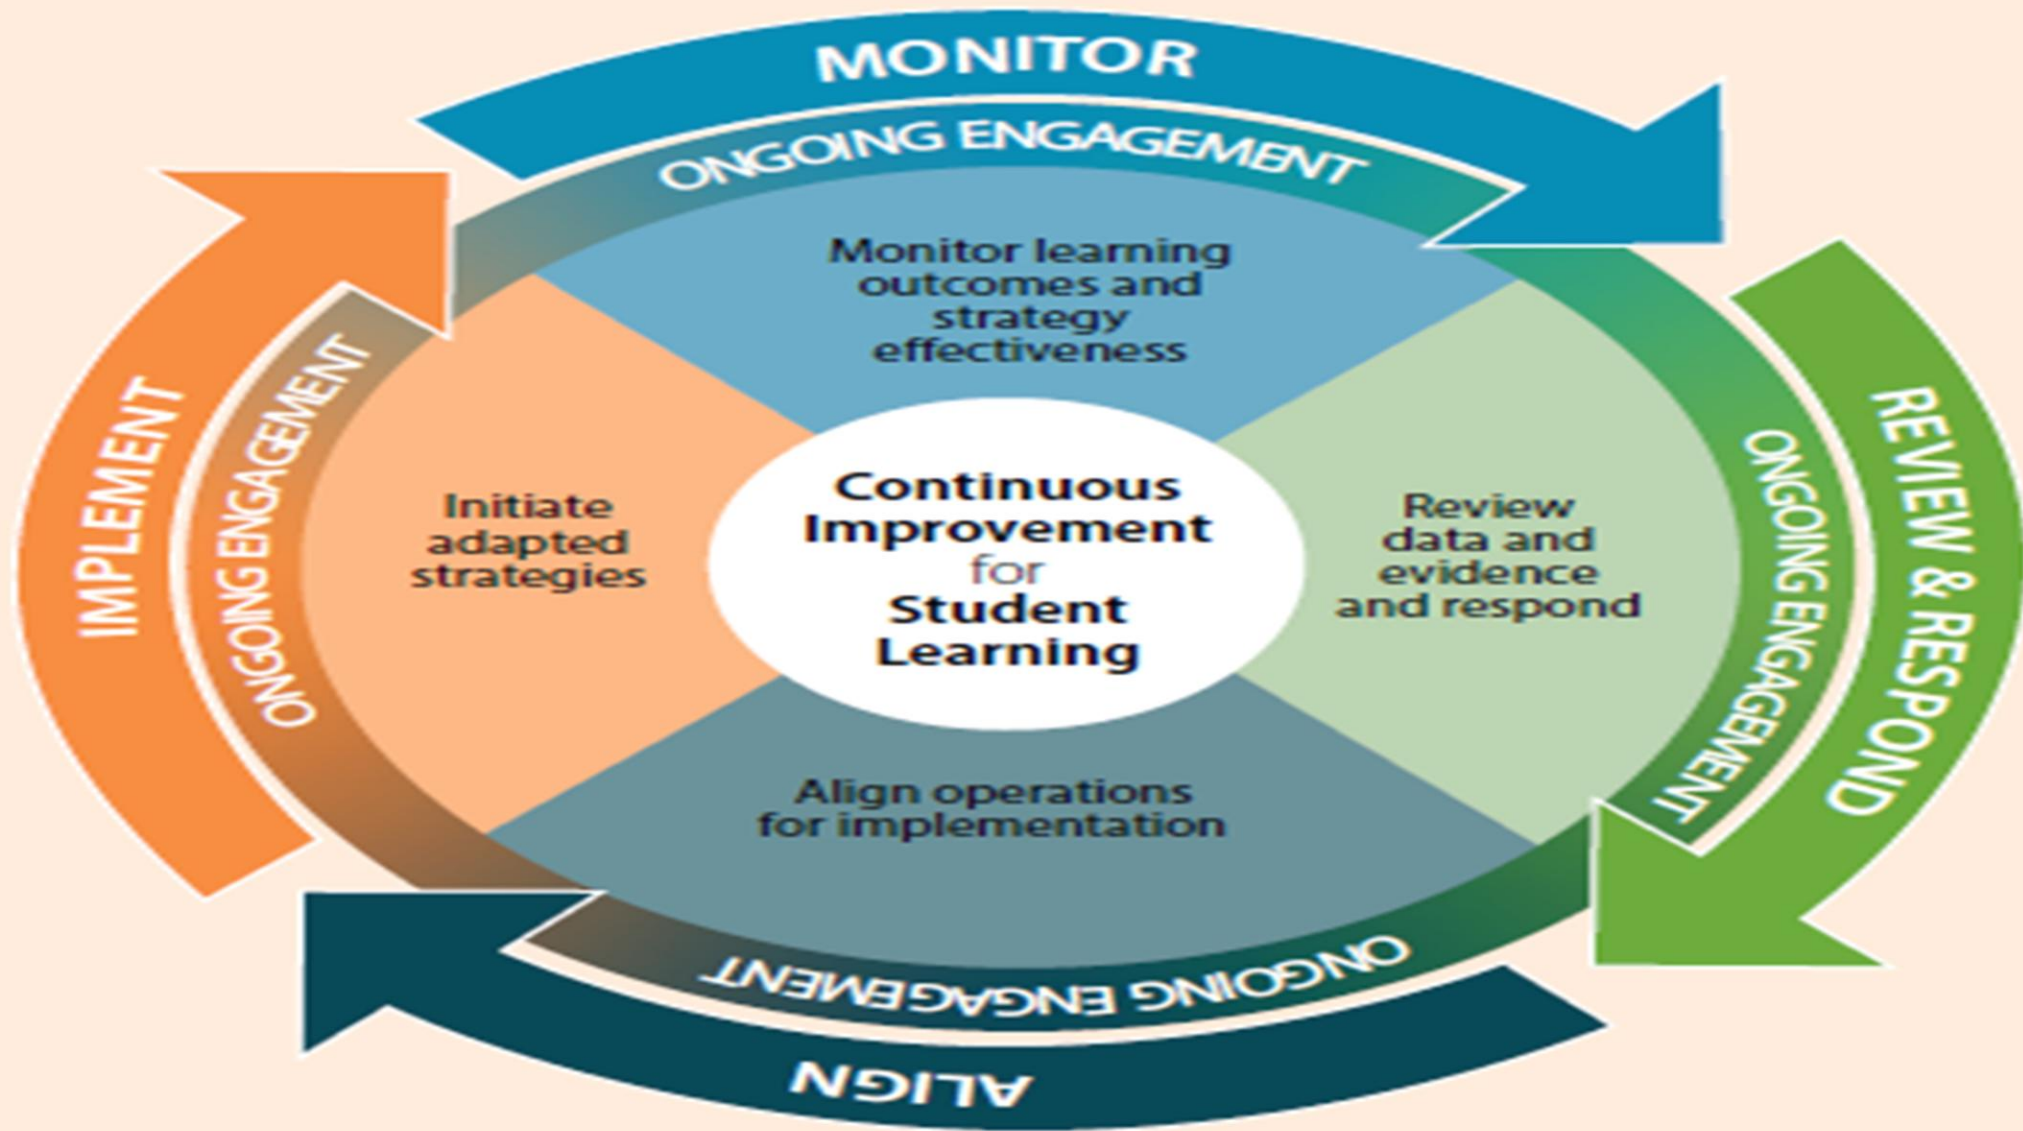 MONITOR
ONGOING ENGAGEMENT
Monitor learning
outcomes and
strategy
effectiveness
REVIEW & RESPOND
ONGOING ENGAGEMENT
Review
data and
evidence
and respond
ALIGN
ONGOING ENGAGEMENT
Align operations
for implementation
IMPLEMENT
ONGOING ENGAGEMENT
Initiate
adapted
strategies
Continuous
Improvement
for
Student
Learning